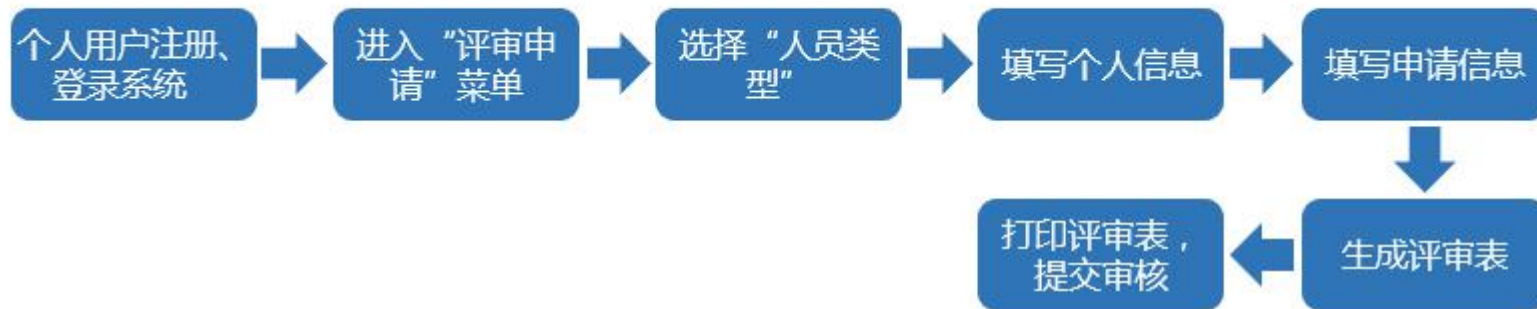 个人用户注册、
登录系统
进入“评审申
请”菜单
选择“人员类
型”
填写个人信息
填写申请信息
生成评审表
打印评审表，
提交审核